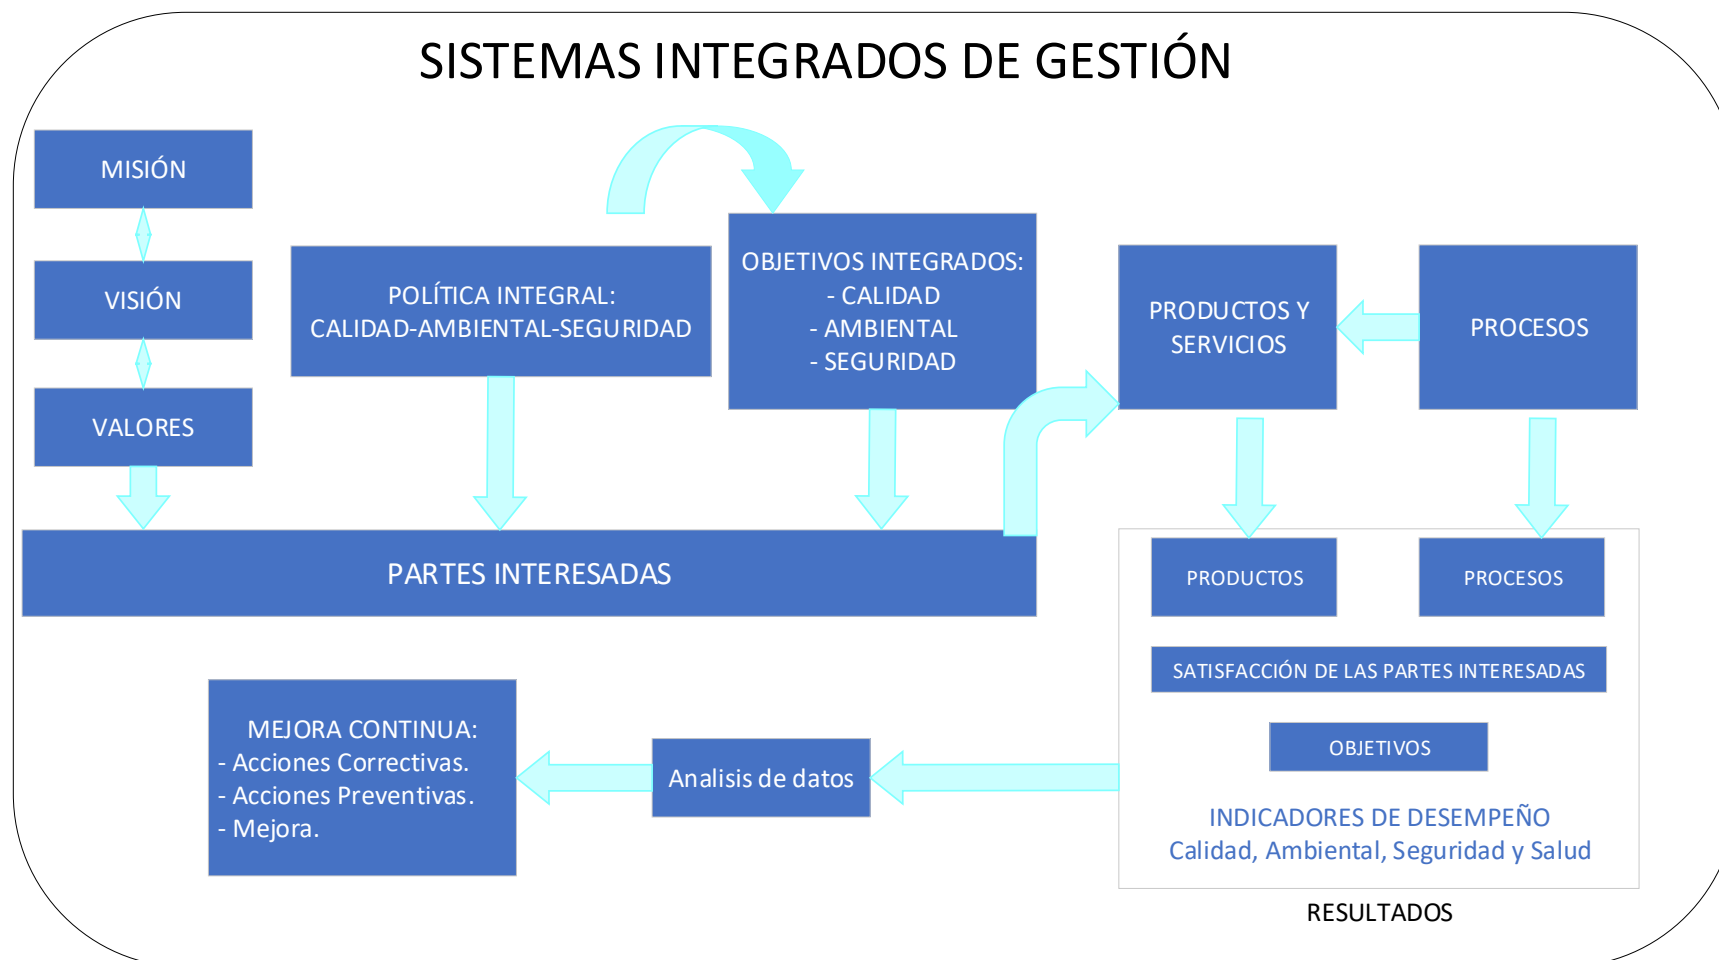 SISTEMAS INTEGRADOS DE GESTIÓN
MISIÓN
VISIÓN
VALORES
POLÍTICA INTEGRAL:
CALIDAD-AMBIENTAL-SEGURIDAD
OBJETIVOS INTEGRADOS:
- CALIDAD
- AMBIENTAL
- SEGURIDAD
PRODUCTOS Y
SERVICIOS
PROCESOS
PARTES INTERESADAS
PRODUCTOS
PROCESOS
SATISFACCIÓN DE LAS PARTES INTERESADAS
OBJETIVOS
INDICADORES DE DESEMPEÑO
Calidad, Ambiental, Seguridad y Salud
RESULTADOS
Analisis de datos
MEJORA CONTINUA:
- Acciones Correctivas.
- Acciones Preventivas.
- Mejora.